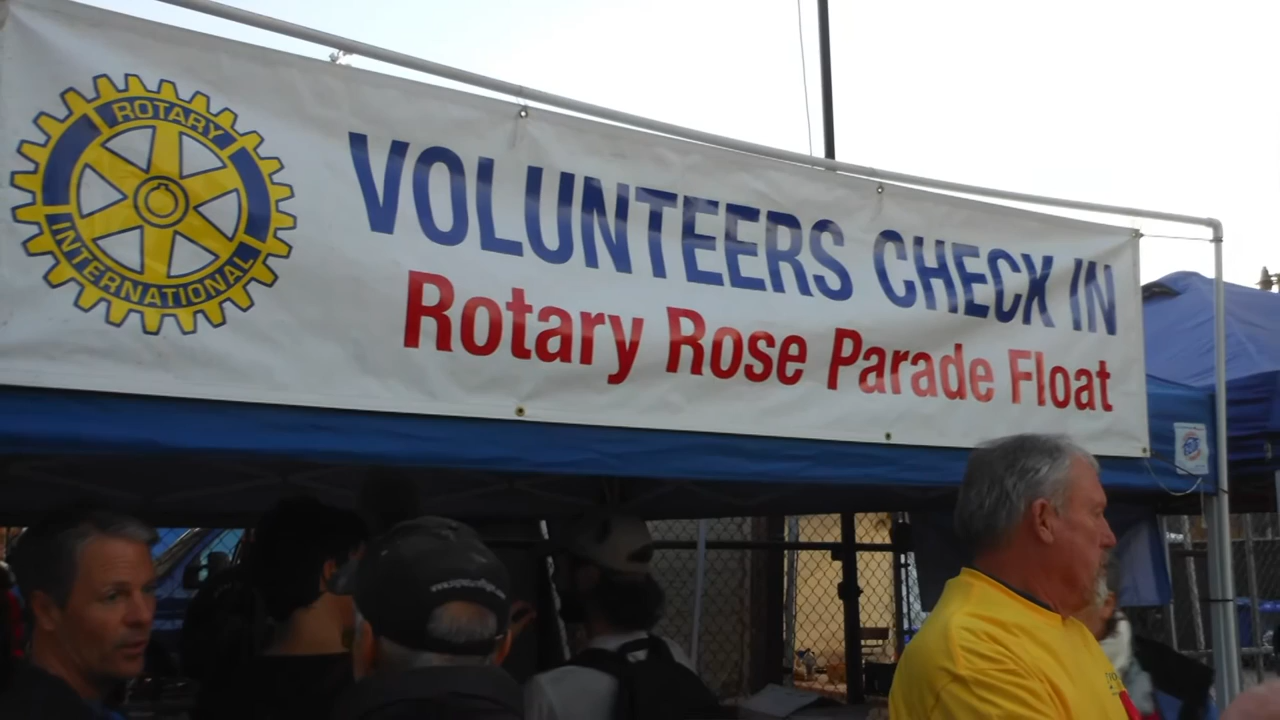 ROTARY
INTERNATIONAL
VOLUNTEERS CHECK IN
Rotary Rose Parade Float